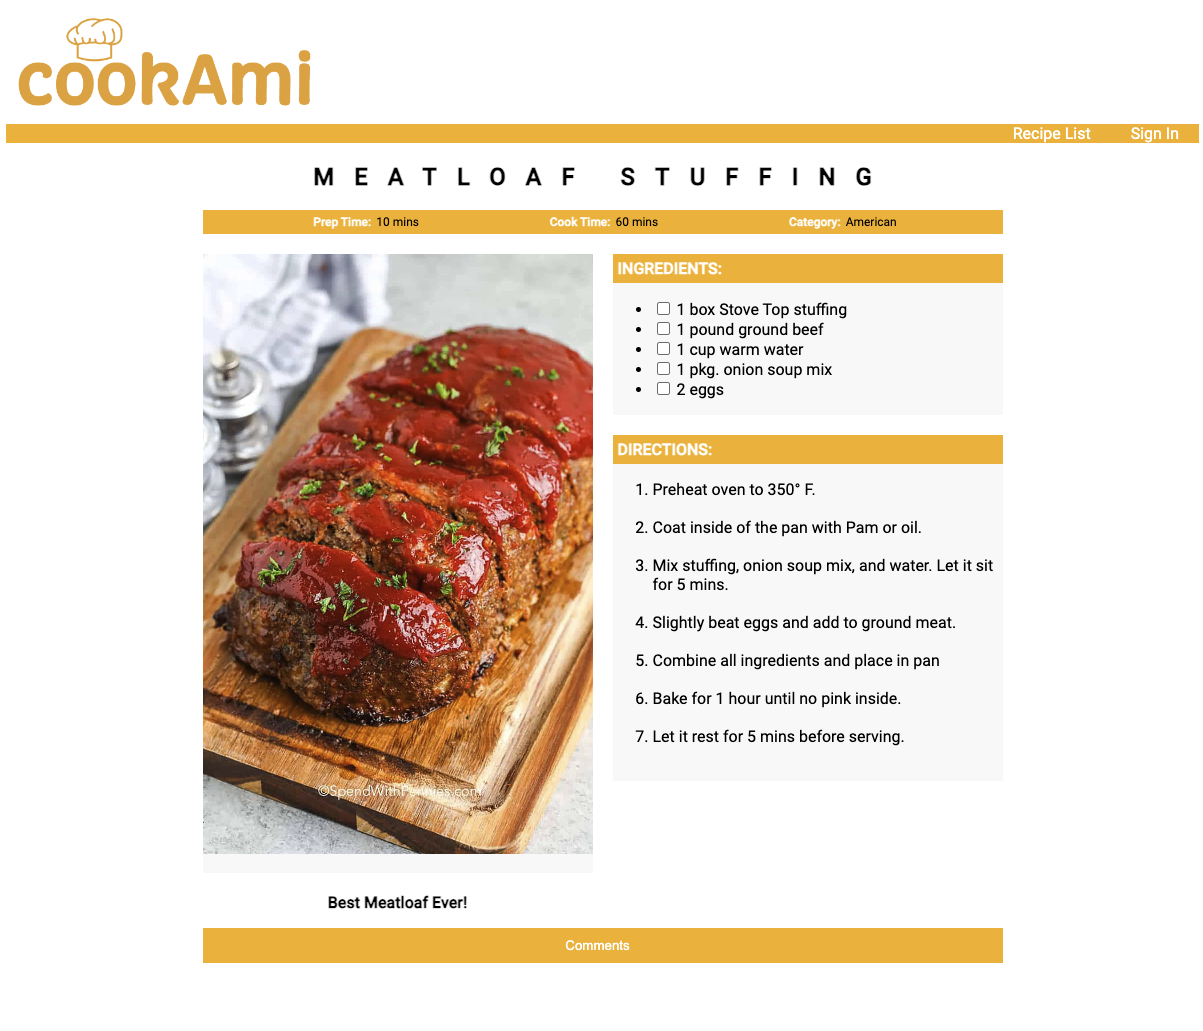 cookAmi
Recipe List Sign In
MEATLOAF STUFFING
Prep Time: 10 mins Cook Time: 60 mins Category: American
©SpendWithPennies.com
Best Meatloaf Ever!
INGREDIENTS:
1 box Stove Top stuffing
1 pound ground beef
1 cup warm water
1 pkg. onion soup mix
2 eggs
DIRECTIONS:
1. Preheat oven to 350° F.
2. Coat inside of the pan with Pam or oil.
3. Mix stuffing, onion soup mix, and water. Let it sit
for 5 mins.
4. Slightly beat eggs and add to ground meat.
5. Combine all ingredients and place in pan
6. Bake for 1 hour until no pink inside.
7. Let it rest for 5 mins before serving.
Comments